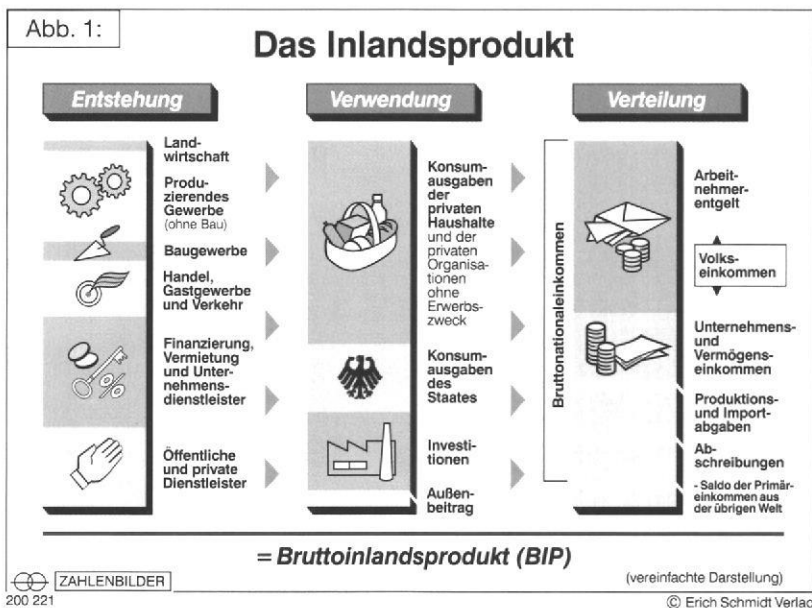 Abb. 1:
Das Inlandsprodukt
Entstehung
Land-
wirtschaft
Produ-
zierendes
Gewerbe
(ohne Bau)
Baugewerbe
Handel,
Gastgewerbe
und Verkehr
Finanzierung,
Vermietung
und Unter-
nehmens-
dienstleister
Öffentliche
und private
Dienstleister
Verwendung
Konsum-
ausgaben
der
privaten
Haushalte
und der
privaten
Organisa-
tionen
ohne
Erwerbs-
zweck
Konsum-
ausgaben
des
Staates
Investi-
tionen
Außen-
beitrag
Verteilung
Bruttonationaleinkommen
Arbeit-
nehmer-
entgelt
Volks-
einkommen
Unternehmens-
und
Vermögens-
einkommen
Produktions-
und Import-
abgaben
Ab-
schreibungen
- Saldo der Primär-
einkommen aus
der übrigen Welt
= Bruttoinlandsprodukt (BIP)
ZAHLENBILDER
(vereinfachte Darstellung)
200 221
© Erich Schmidt Verlag